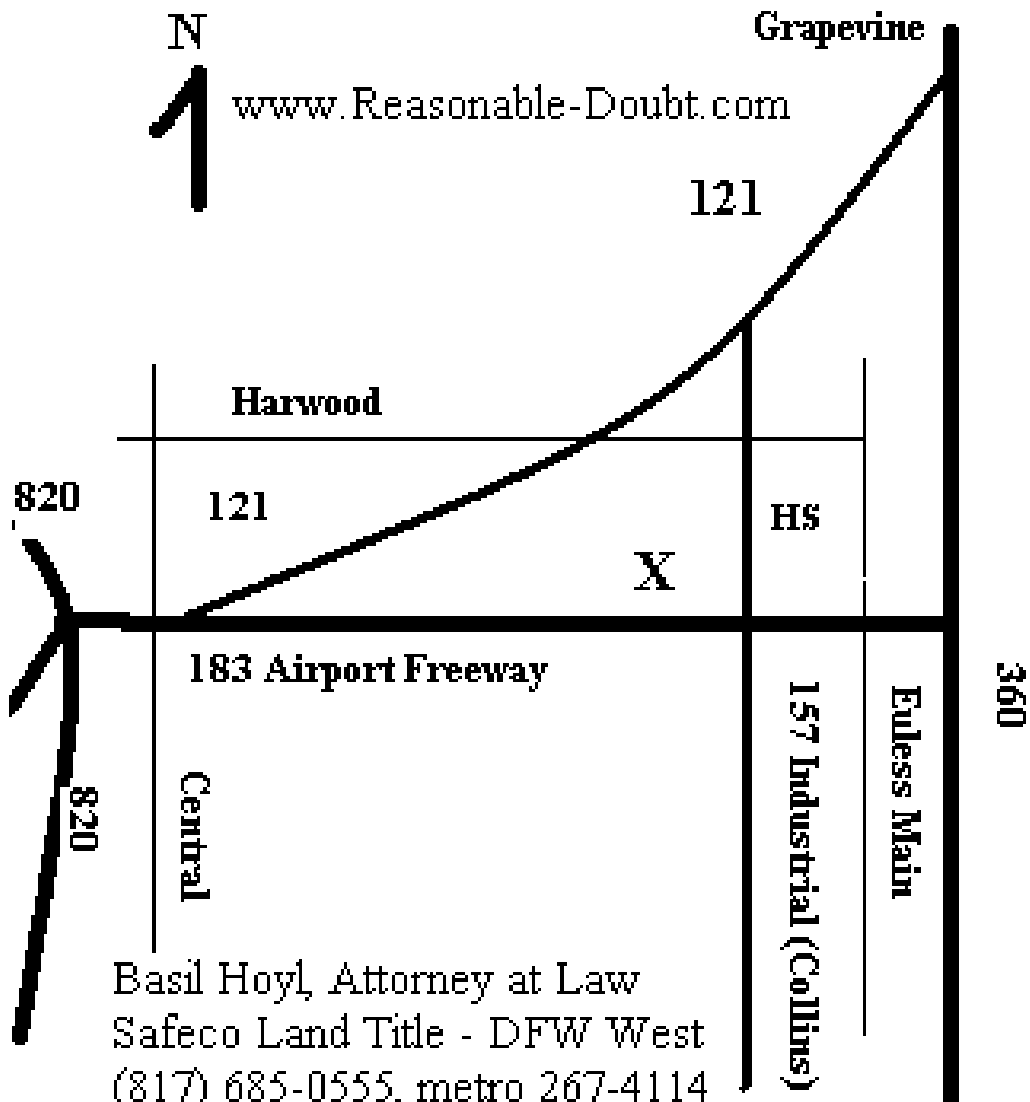 Grapevine
N
www.Reasonable-Doubt.com
121
Harwood
820
121
HS
X
183 Airport Freeway
360
157 Industrial (Collins)
Euless Main
Central
820
Basil Hoyl, Attorney at Law
Safeco Land Title - DFW West
(817) 685-0555, metro 267-4114